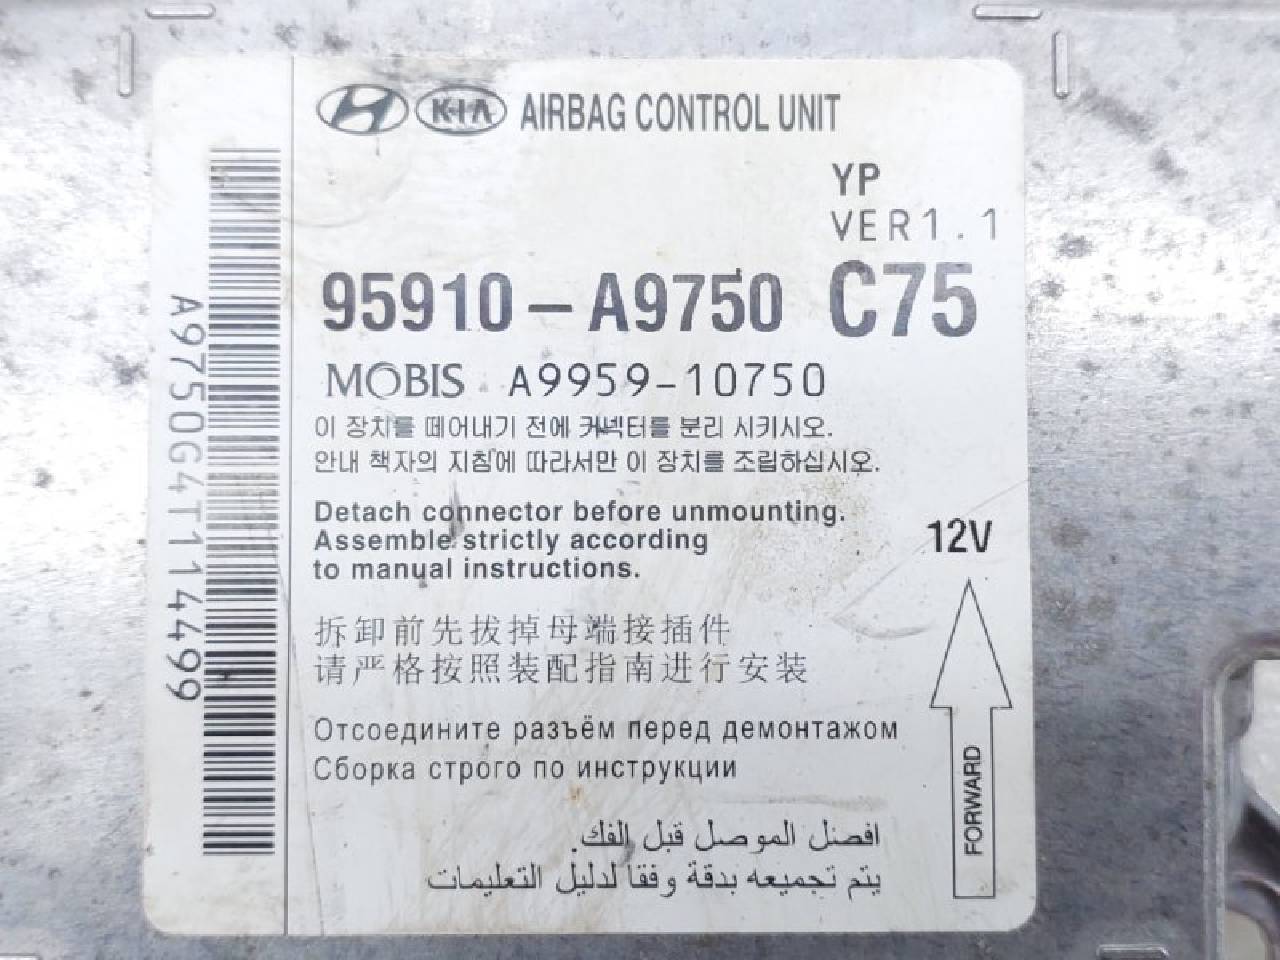 KIA AIRBAG CONTROL UNIT
YP
VER1.1
95910-A9750 C75
MOBIS A9959-10750
이 장치를 떼어내기 전에 커넥터를 분리 시키시오.
안내 책자의 지침에 따라서만 이 장치를 조립하십시오.
Detach connector before unmounting.
Assemble strictly according
to manual instructions.
12V
拆卸前先拔掉母端接插件
请严格按照装配指南进行安装
Отсоедините разъём перед демонтажом
Сборка строго по инструкции
FORWARD
افصل الموصل قبل الفك.
يتم تجميعه بدقة وفقا لدليل التعليمات
A9750G4T114499